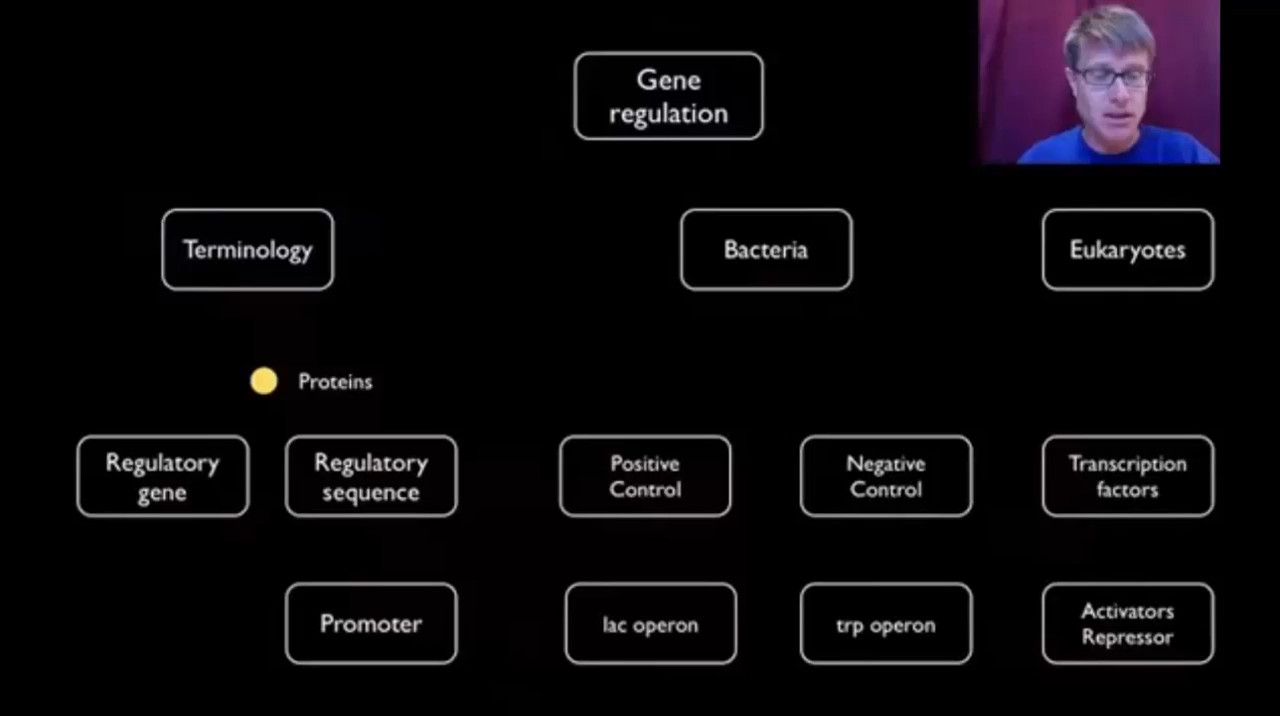 Gene
regulation
Terminology
Bacteria
Eukaryotes
Proteins
Regulatory
gene
Regulatory
sequence
Positive
Control
Negative
Control
Transcription
factors
Promoter
lac operon
trp operon
Activators
Repressor